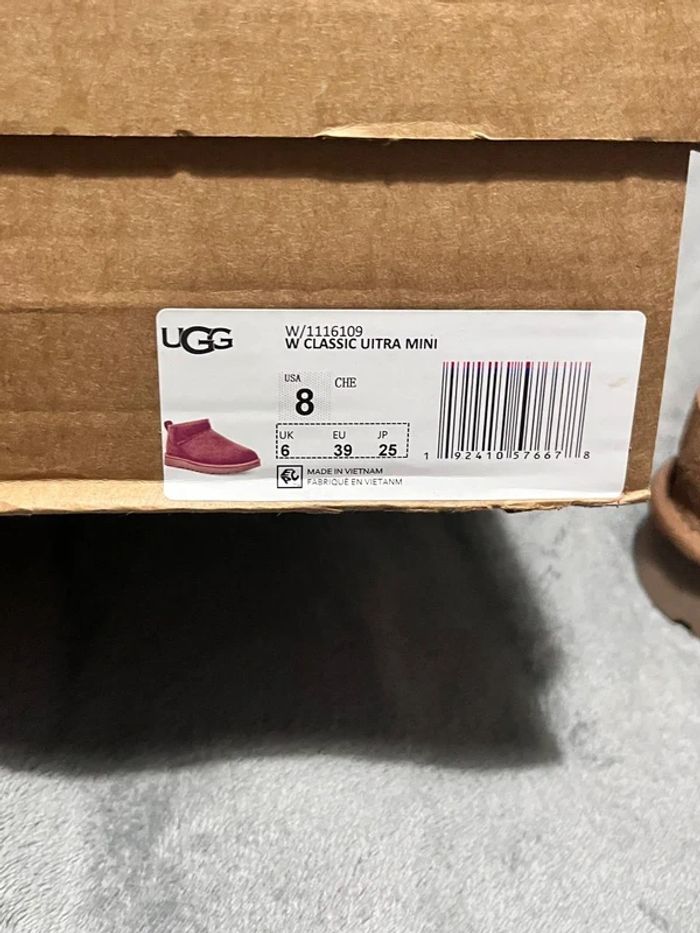 UGG
W/1116109
W CLASSIC UITRA MINI
USA CHE
8
UK EU JP
6 39 25
1 92410 57667 8
MADE IN VIETNAM
FABRIQUÉ EN VIETANM